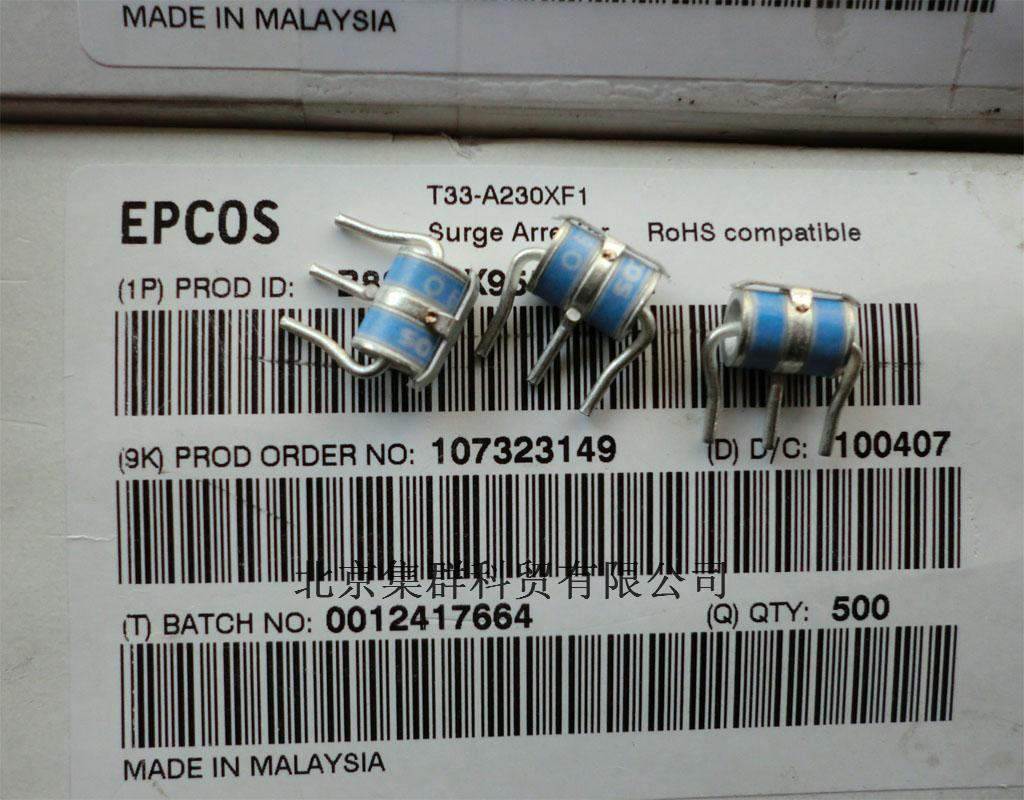 MADE IN MALAYSIA
EPCOS
T33-A230XF1
Surge RoHS compatible
(1P) PROD ID:
(9K) PROD ORDER NO: 107323149 (D) D/C: 100407
北京集群科贸有限公司
(T) BATCH NO: 0012417664 (Q) QTY: 500
MADE IN MALAYSIA